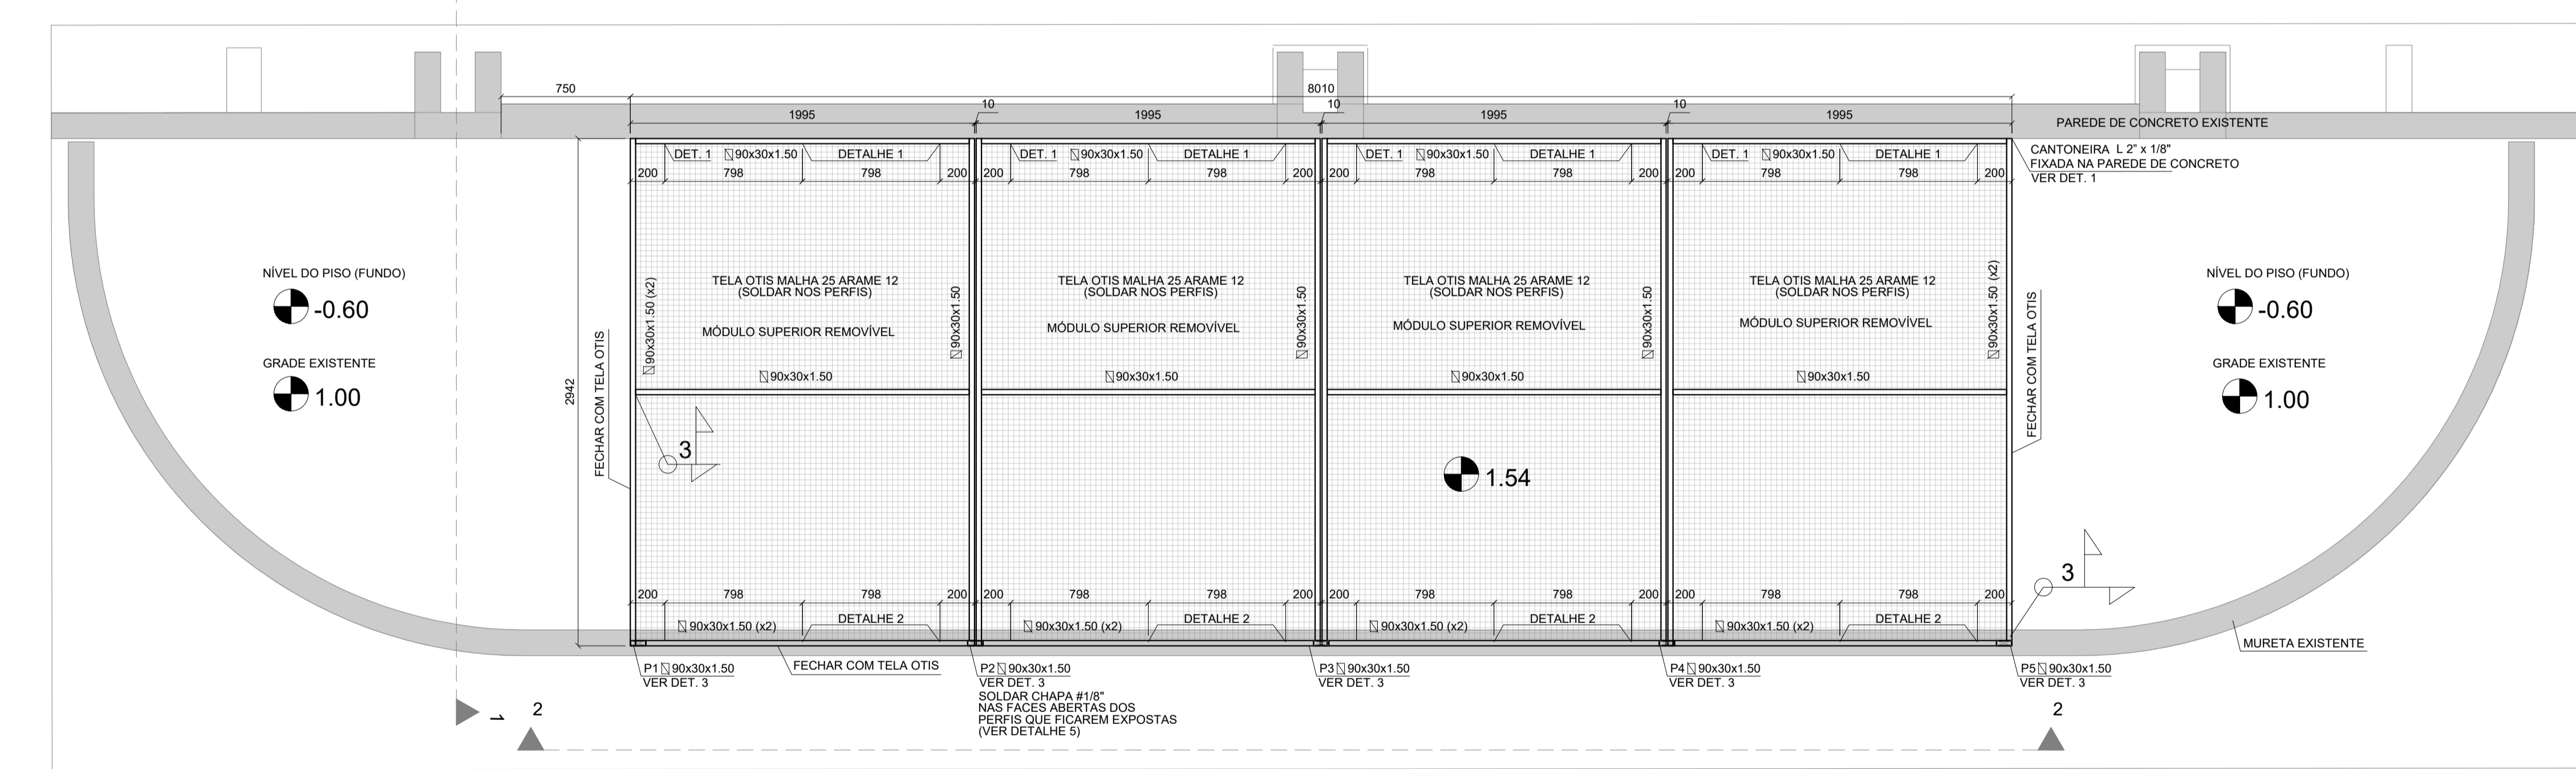 750
8010
1995
10
1995
10
1995
10
1995
PAREDE DE CONCRETO EXISTENTE
DET. 1
90x30x1.50
DETALHE 1
DET. 1
90x30x1.50
DETALHE 1
DET. 1
90x30x1.50
DETALHE 1
DET. 1
90x30x1.50
DETALHE 1
CANTONEIRA L 2" x 1/8"
FIXADA NA PAREDE DE CONCRETO
VER DET. 1
200
798
798
200
200
798
798
200
200
798
798
200
200
798
798
200
NÍVEL DO PISO (FUNDO)
-0.60
GRADE EXISTENTE
1.00
2942
FECHAR COM TELA OTIS
90x30x1.50 (x2)
TELA OTIS MALHA 25 ARAME 12
(SOLDAR NOS PERFIS)
MÓDULO SUPERIOR REMOVÍVEL
90x30x1.50
90x30x1.50
TELA OTIS MALHA 25 ARAME 12
(SOLDAR NOS PERFIS)
MÓDULO SUPERIOR REMOVÍVEL
90x30x1.50
90x30x1.50
TELA OTIS MALHA 25 ARAME 12
(SOLDAR NOS PERFIS)
MÓDULO SUPERIOR REMOVÍVEL
90x30x1.50
90x30x1.50
TELA OTIS MALHA 25 ARAME 12
(SOLDAR NOS PERFIS)
MÓDULO SUPERIOR REMOVÍVEL
90x30x1.50
90x30x1.50 (x2)
FECHAR COM TELA OTIS
NÍVEL DO PISO (FUNDO)
-0.60
GRADE EXISTENTE
1.00
3
1.54
3
200
798
798
200
200
798
798
200
200
798
798
200
200
798
798
200
90x30x1.50 (x2)
DETALHE 2
90x30x1.50 (x2)
DETALHE 2
90x30x1.50 (x2)
DETALHE 2
90x30x1.50 (x2)
DETALHE 2
MURETA EXISTENTE
P1 90x30x1.50
VER DET. 3
FECHAR COM TELA OTIS
P2 90x30x1.50
VER DET. 3
SOLDAR CHAPA #1/8"
NAS FACES ABERTAS DOS
PERFIS QUE FICAREM EXPOSTAS
(VER DETALHE 5)
P3 90x30x1.50
VER DET. 3
P4 90x30x1.50
VER DET. 3
P5 90x30x1.50
VER DET. 3
1
2
2